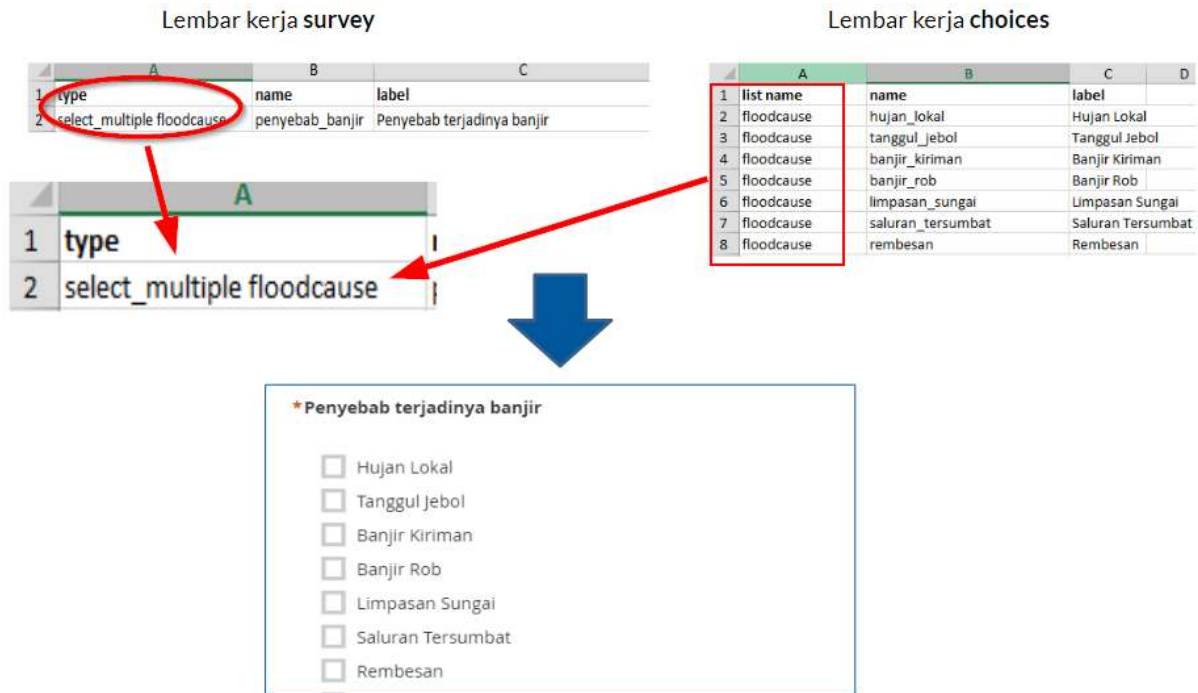 Lembar kerja survey
Lembar kerja choices
A B C
1 type name label
2 select_multiple floodcause penyebab_banjir Penyebab terjadinya banjir
A B C D
1 list name name label
2 floodcause hujan_lokal Hujan Lokal
3 floodcause tanggul_jebol Tanggul Jebol
4 floodcause banjir_kiriman Banjir Kiriman
5 floodcause banjir_rob Banjir Rob
6 floodcause limpasan_sungai Limpasan Sungai
7 floodcause saluran_tersumbat Saluran Tersumbat
8 floodcause rembesan Rembesan
A
1 type
2 select_multiple floodcause
*Penyebab terjadinya banjir
Hujan Lokal
Tanggul Jebol
Banjir Kiriman
Banjir Rob
Limpasan Sungai
Saluran Tersumbat
Rembesan